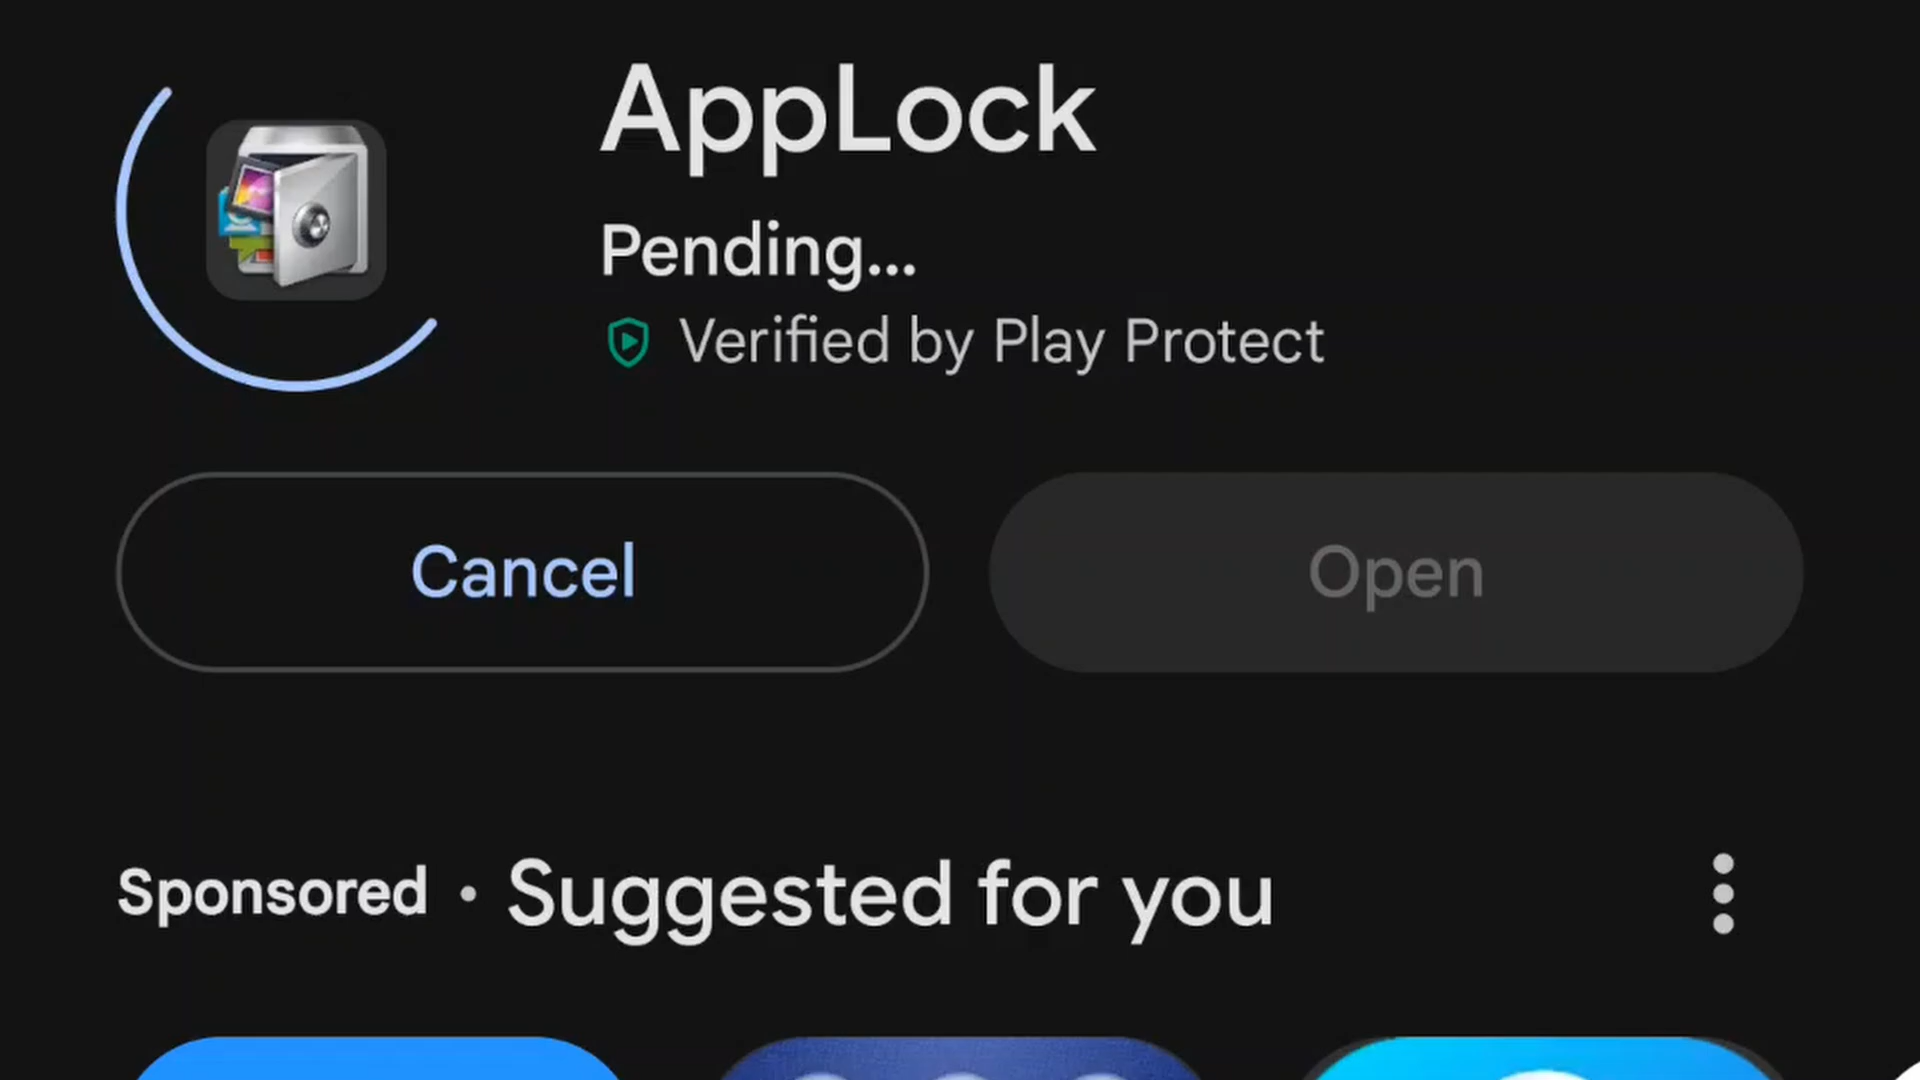 AppLock
Pending...
Verified by Play Protect
Cancel
Open
Sponsored · Suggested for you